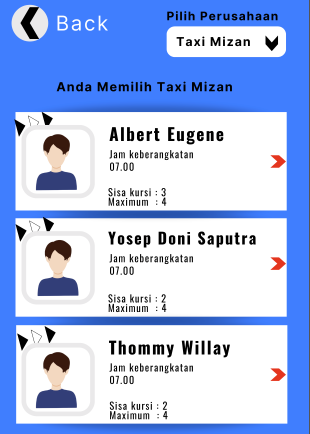 Back
Pilih Perusahaan
Taxi Mizan
Anda Memilih Taxi Mizan
Albert Eugene
Jam keberangkatan
07.00
Sisa kursi : 3
Maximum : 4
Yosep Doni Saputra
Jam keberangkatan
07.00
Sisa kursi : 2
Maximum : 4
Thommy Willay
Jam keberangkatan
07.00
Sisa kursi : 2
Maximum : 4